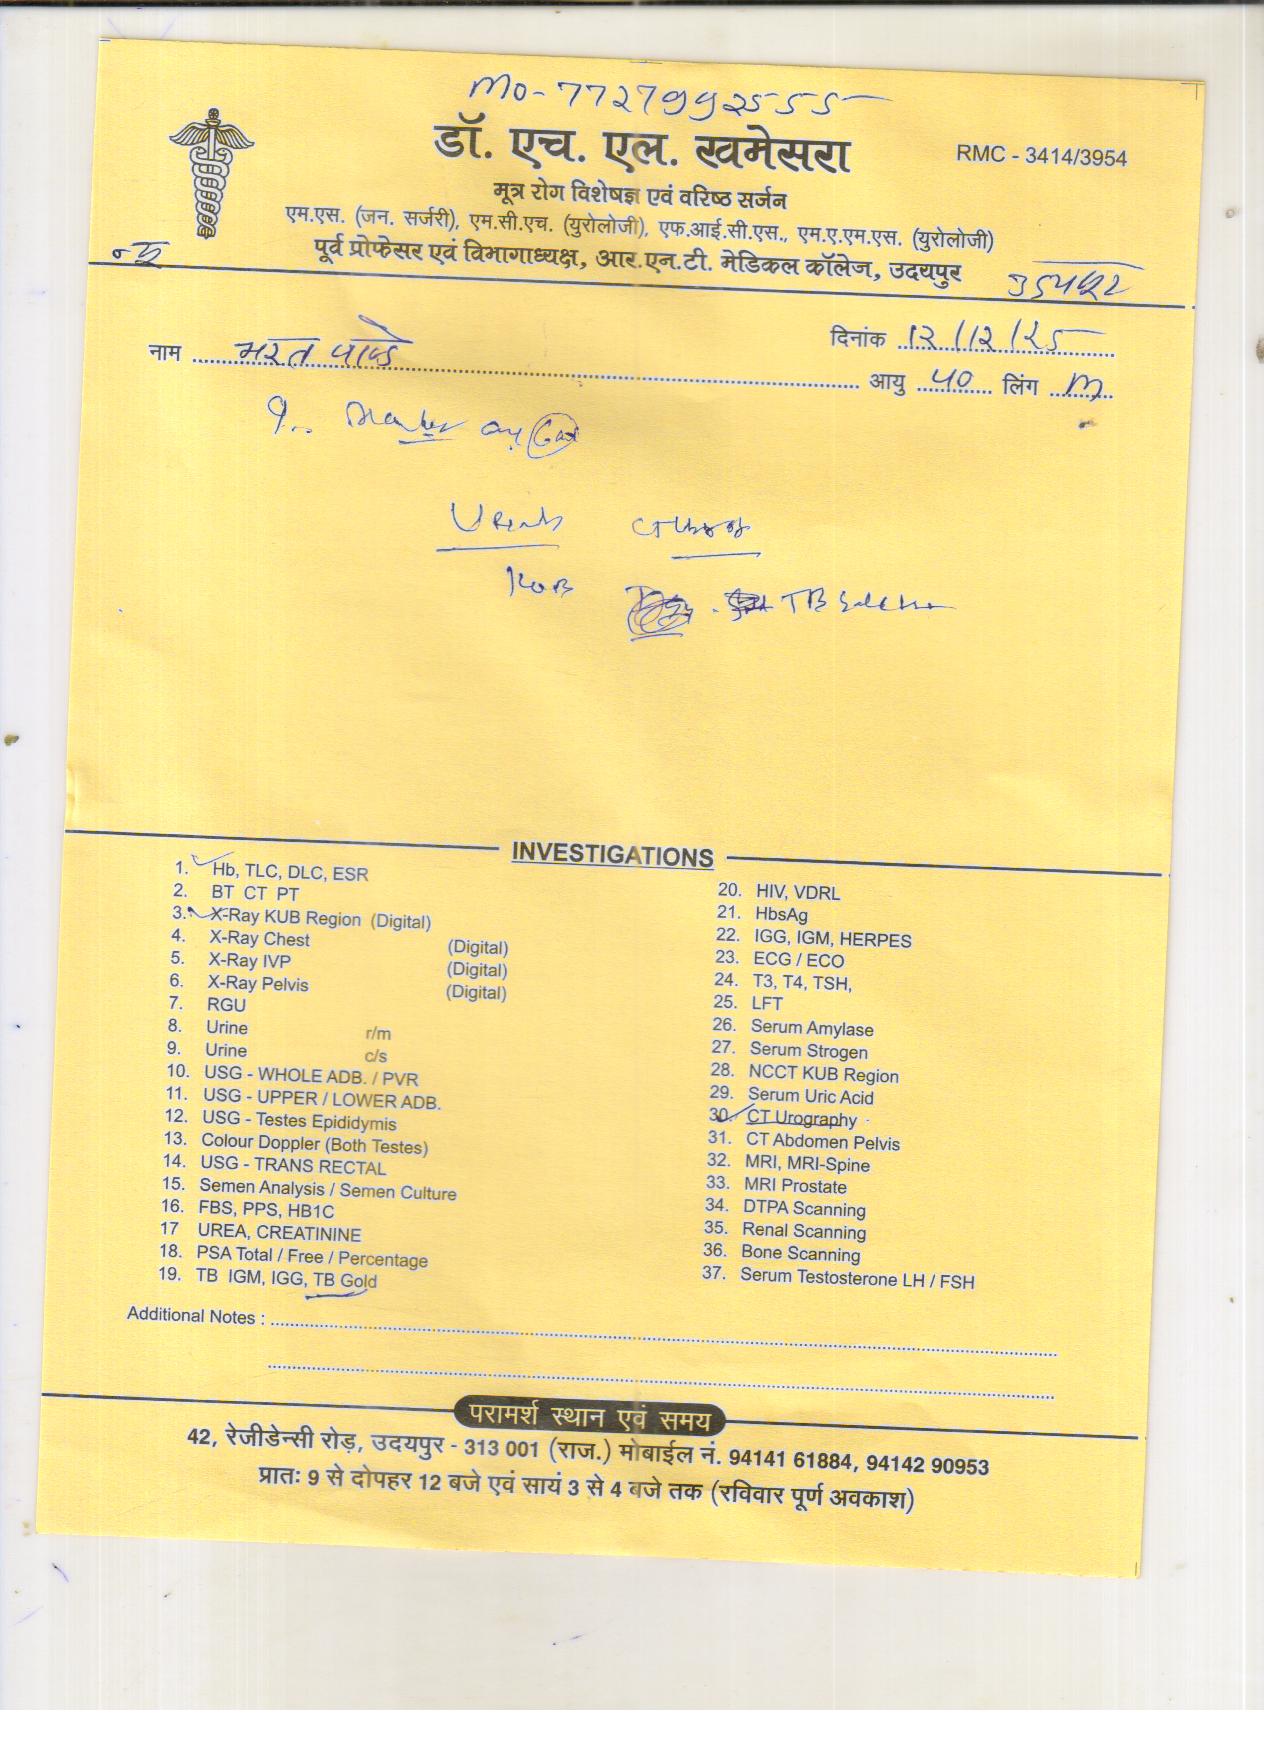 MO-7727992555
डॉ. एच. एल. खमेसरा
RMC - 3414/3954
मूत्र रोग विशेषज्ञ एवं वरिष्ठ सर्जन
एम.एस. (जन. सर्जरी), एम.सी.एच. (युरोलोजी), एफ.आई.सी.एस., एम.ए.एम.एस. (युरोलोजी)
पूर्व प्रोफेसर एवं विभागाध्यक्ष, आर.एन.टी. मेडिकल कॉलेज, उदयपुर
उदयपुर
दिनांक 12/12/25
नाम भरत
आयु 40 लिंग M
KUB
TB
INVESTIGATIONS
1. Hb, TLC, DLC, ESR
2. BT CT PT
3. X-Ray KUB Region (Digital)
4. X-Ray Chest (Digital)
5. X-Ray IVP (Digital)
6. X-Ray Pelvis (Digital)
7. RGU
8. Urine r/m
9. Urine c/s
10. USG - WHOLE ADB. / PVR
11. USG - UPPER / LOWER ADB.
12. USG - Testes Epididymis
13. Colour Doppler (Both Testes)
14. USG - TRANS RECTAL
15. Semen Analysis / Semen Culture
16. FBS, PPS, HB1C
17 UREA, CREATININE
18. PSA Total / Free / Percentage
19. TB IGM, IGG, TB Gold
20. HIV, VDRL
21. HbsAg
22. IGG, IGM, HERPES
23. ECG / ECO
24. T3, T4, TSH,
25. LFT
26. Serum Amylase
27. Serum Strogen
28. NCCT KUB Region
29. Serum Uric Acid
30. CT Urography
31. CT Abdomen Pelvis
32. MRI, MRI-Spine
33. MRI Prostate
34. DTPA Scanning
35. Renal Scanning
36. Bone Scanning
37. Serum Testosterone LH / FSH
Additional Notes :
परामर्श स्थान एवं समय
42, रेजीडेन्सी रोड़, उदयपुर - 313 001 (राज.) मोबाईल नं. 94141 61884, 94142 90953
प्रातः 9 से दोपहर 12 बजे एवं सायं 3 से 4 बजे तक (रविवार पूर्ण अवकाश)